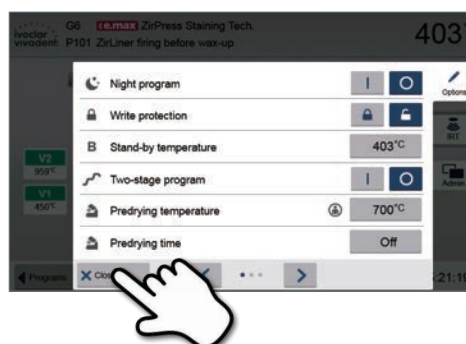 ivoclar
vivadent
G6 IPS e.max ZirPress Staining Tech.
P101 ZirLiner firing before wax-up
403
Night program
I O
Options
Write protection
IRT
B Stand-by temperature 403°C
Two-stage program I O
Admin
V2
959°C
V1
450°C
Predrying temperature 700°C
Predrying time Off
Programs
Clos
:21:19